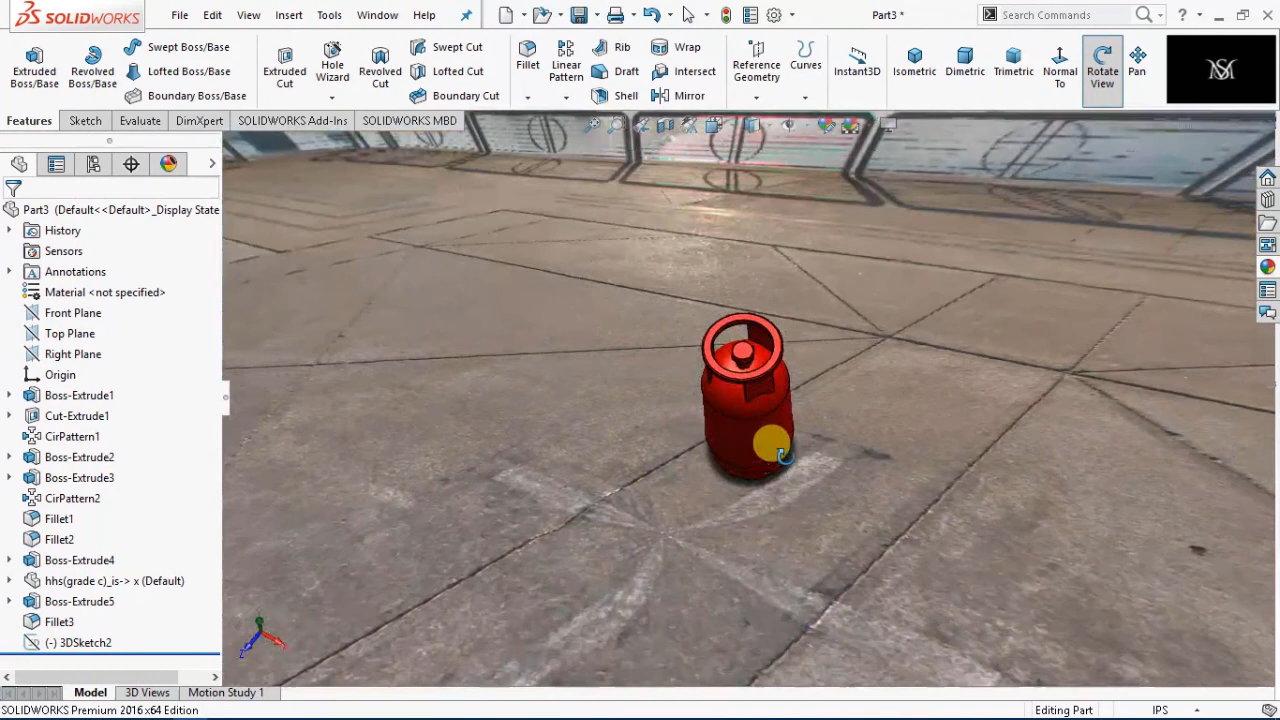 SOLIDWORKS
File Edit View Insert Tools Window Help
Part3 *
Search Commands
Extruded Boss/Base
Revolved Boss/Base
Swept Boss/Base
Lofted Boss/Base
Boundary Boss/Base
Extruded Cut
Hole Wizard
Revolved Cut
Swept Cut
Lofted Cut
Boundary Cut
Fillet
Linear Pattern
Rib
Draft
Shell
Wrap
Intersect
Mirror
Reference Geometry
Curves
Instant3D
Isometric
Dimetric
Trimetric
Normal To
Rotate View
Pan
Features Sketch Evaluate DimXpert SOLIDWORKS Add-Ins SOLIDWORKS MBD
Part3 (Default<<Default>_Display State
History
Sensors
Annotations
Material <not specified>
Front Plane
Top Plane
Right Plane
Origin
Boss-Extrude1
Cut-Extrude1
CirPattern1
Boss-Extrude2
Boss-Extrude3
CirPattern2
Fillet1
Fillet2
Boss-Extrude4
hhs(grade c)_is-> x (Default)
Boss-Extrude5
Fillet3
(-) 3DSketch2
Model 3D Views Motion Study 1
SOLIDWORKS Premium 2016 x64 Edition
Editing Part
IPS